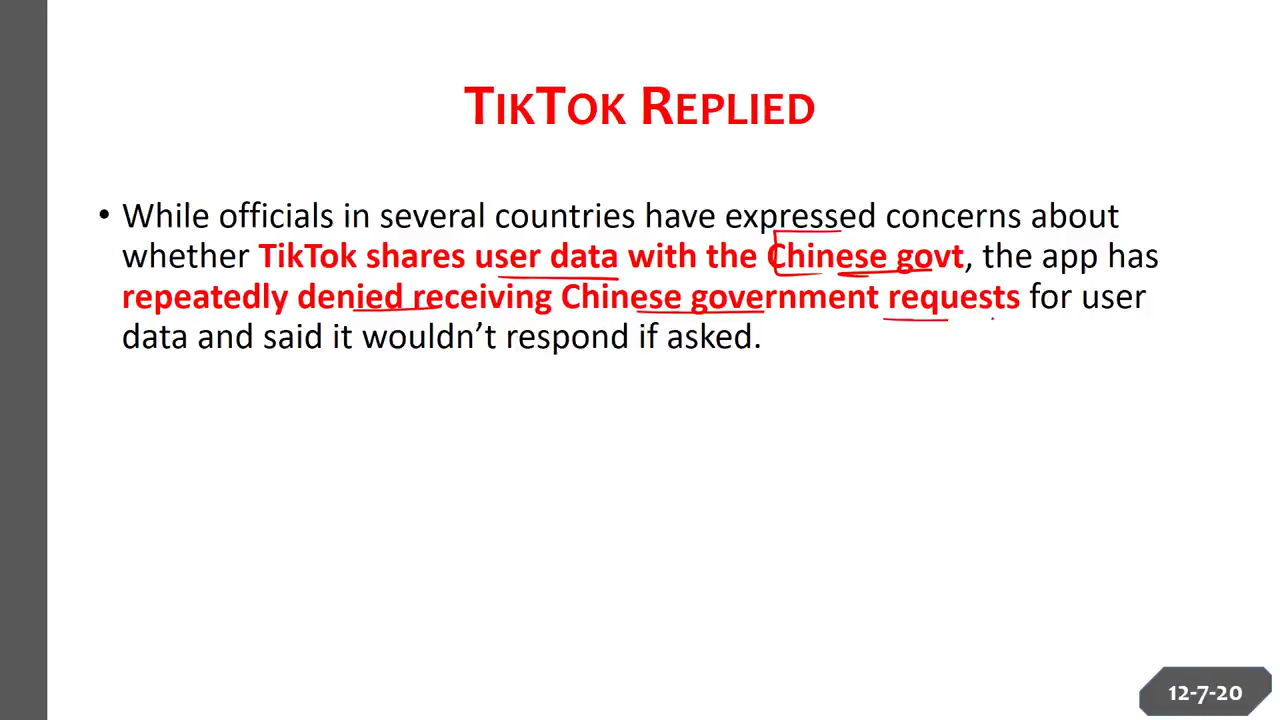 TIKTOK REPLIED
• While officials in several countries have expressed concerns about
whether TikTok shares user data with the Chinese govt, the app has
repeatedly denied receiving Chinese government requests for user
data and said it wouldn’t respond if asked.
12-7-20